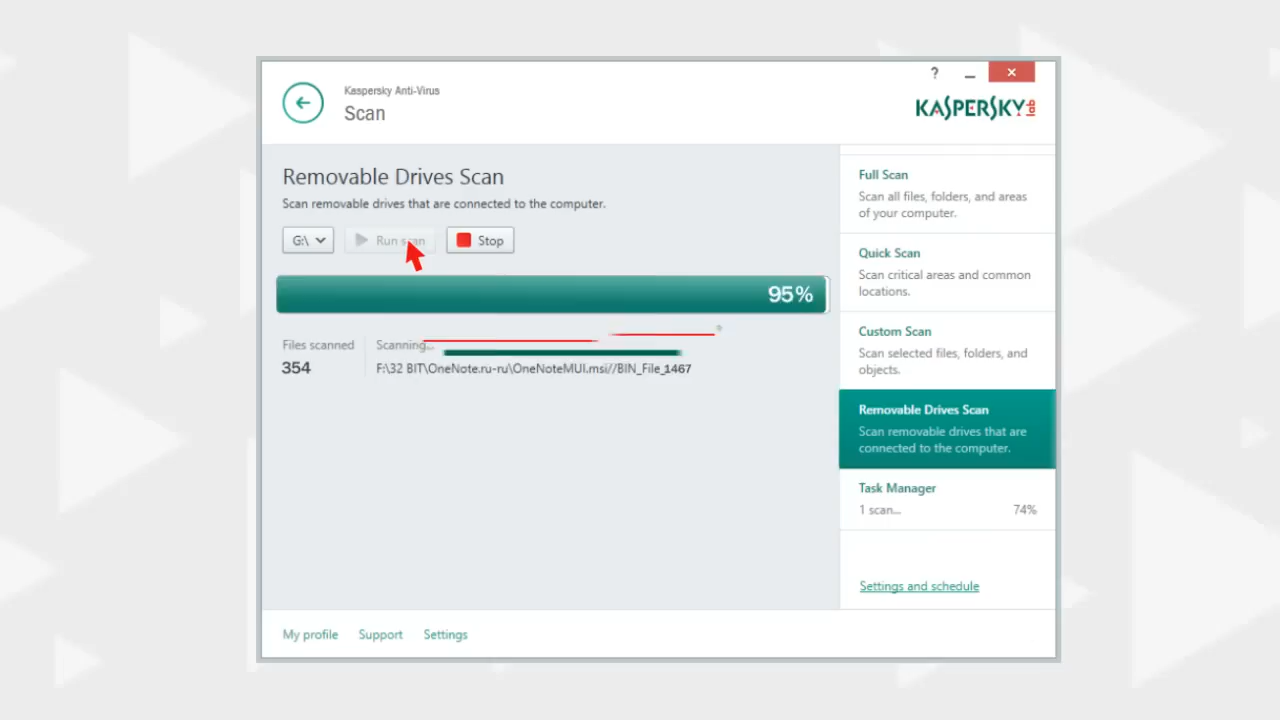 ?
Kaspersky Anti-Virus
Scan
KASPERSKY lab
Removable Drives Scan
Scan removable drives that are connected to the computer.
G:\
Run scan
Stop
95%
Files scanned
354
Scanning...
F:\32 BIT\OneNote.ru-ru\OneNoteMUI.msi//BIN_File_1467
Full Scan
Scan all files, folders, and areas
of your computer.
Quick Scan
Scan critical areas and common
locations.
Custom Scan
Scan selected files, folders, and
objects.
Removable Drives Scan
Scan removable drives that are
connected to the computer.
Task Manager
1 scan... 74%
Settings and schedule
My profile Support Settings